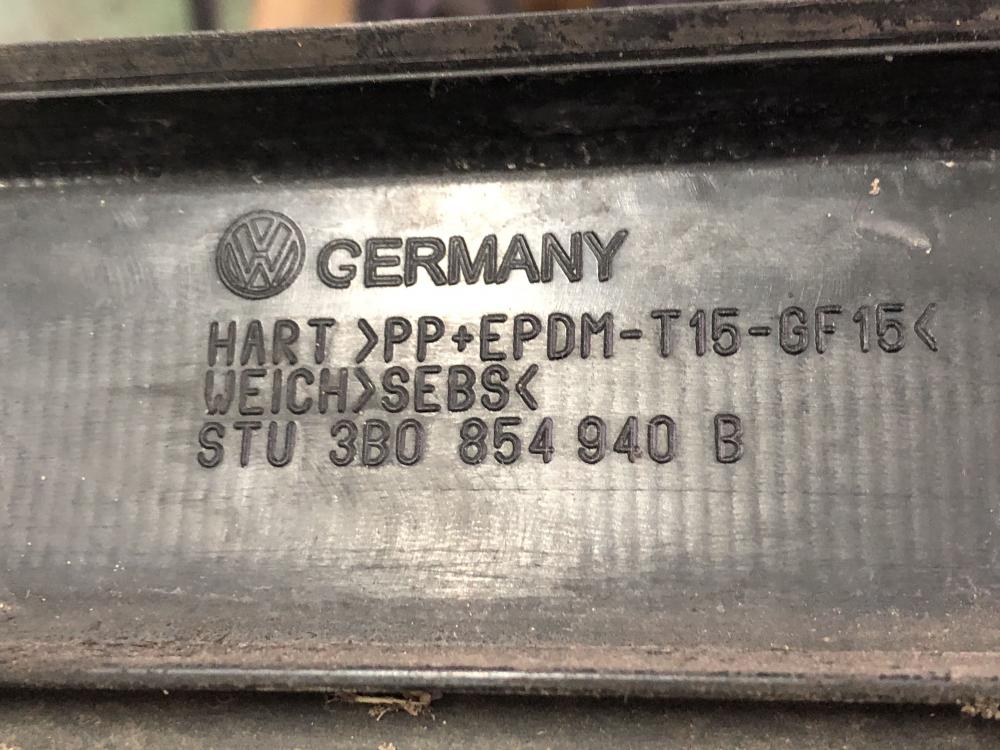 GERMANY
HART >PP+EPDM-T15-GF15<
WEICH>SEBS<
STU 3B0 854 940 B